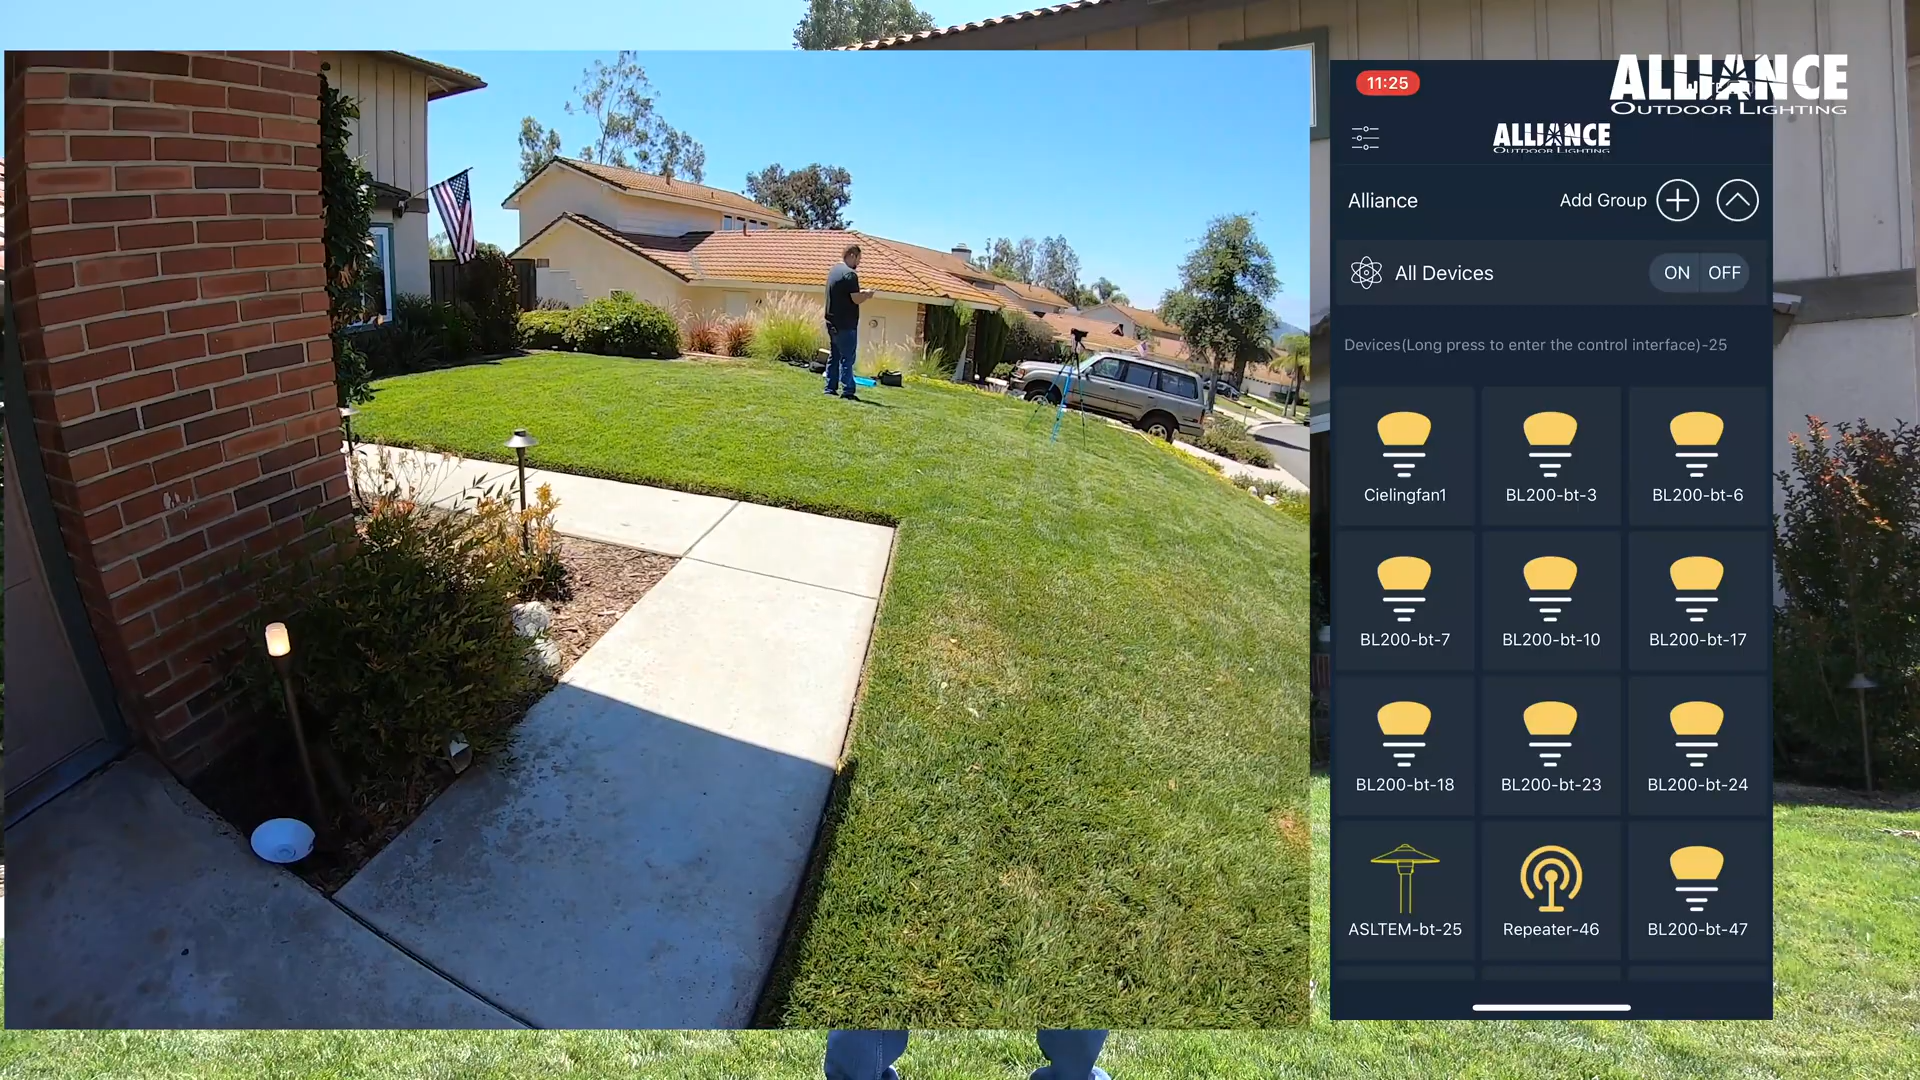 ALLIANCE
OUTDOOR LIGHTING
11:25
ALLIANCE
OUTDOOR LIGHTING
Alliance
Add Group
All Devices
ON OFF
Devices(Long press to enter the control interface)-25
Cielingfan1
BL200-bt-3
BL200-bt-6
BL200-bt-7
BL200-bt-10
BL200-bt-17
BL200-bt-18
BL200-bt-23
BL200-bt-24
ASLTEM-bt-25
Repeater-46
BL200-bt-47